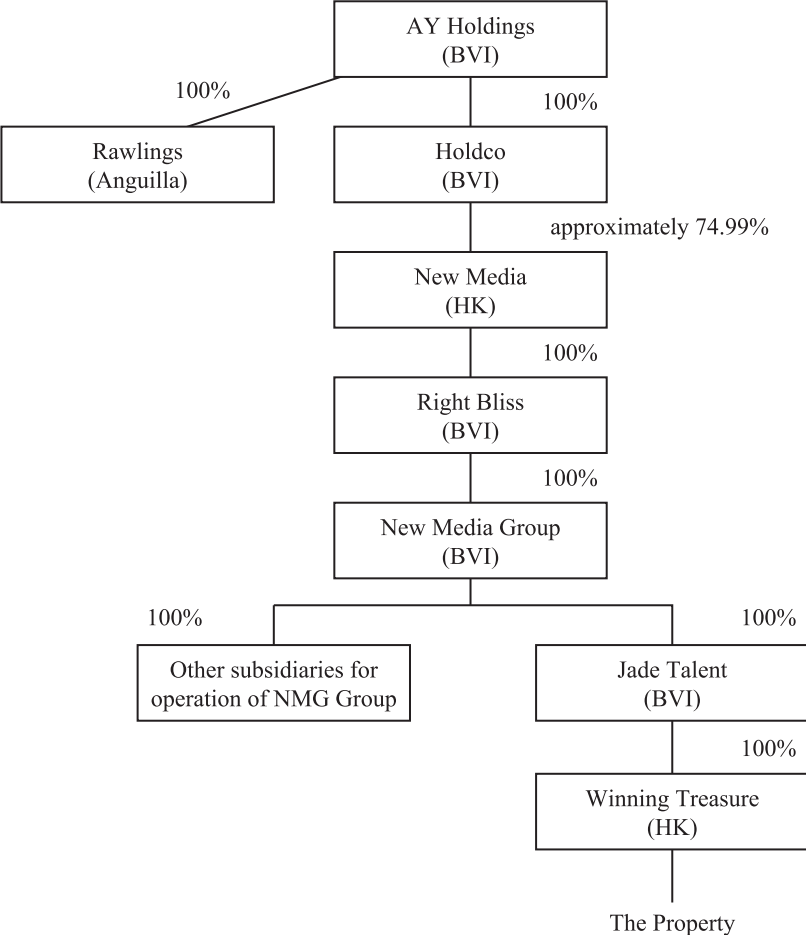 AY Holdings
(BVI)
100%
100%
Rawlings
(Anguilla)
Holdco
(BVI)
approximately 74.99%
New Media
(HK)
100%
Right Bliss
(BVI)
100%
New Media Group
(BVI)
100%
100%
Other subsidiaries for
operation of NMG Group
Jade Talent
(BVI)
100%
Winning Treasure
(HK)
The Property